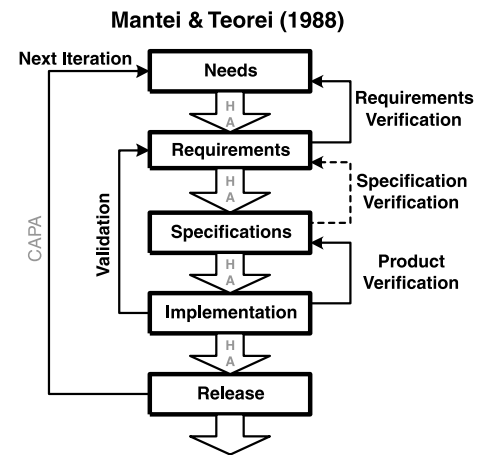 Mantei & Teorei (1988)
Next Iteration
Needs
H
A
Requirements
Verification
Requirements
H
A
Specification
Verification
CAPA
Validation
Specifications
H
A
Product
Verification
Implementation
H
A
Release